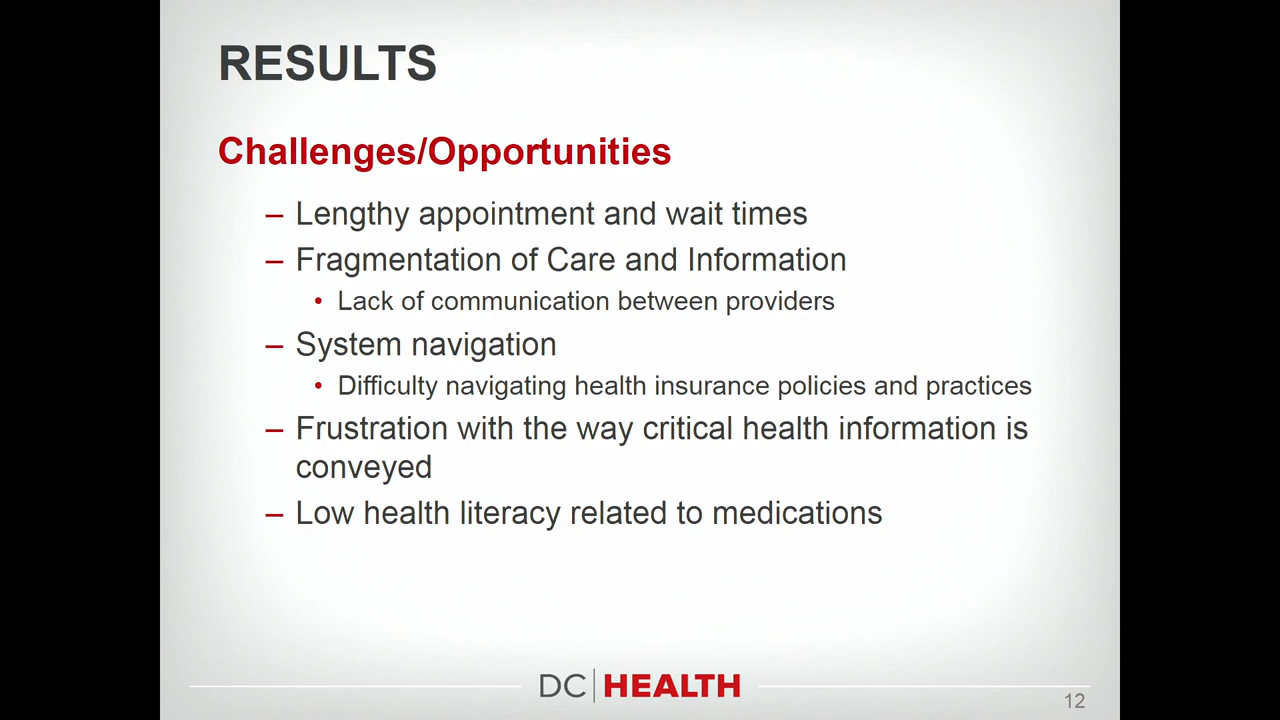 RESULTS
Challenges/Opportunities
– Lengthy appointment and wait times
– Fragmentation of Care and Information
• Lack of communication between providers
– System navigation
• Difficulty navigating health insurance policies and practices
– Frustration with the way critical health information is
conveyed
– Low health literacy related to medications
DC|HEALTH
12